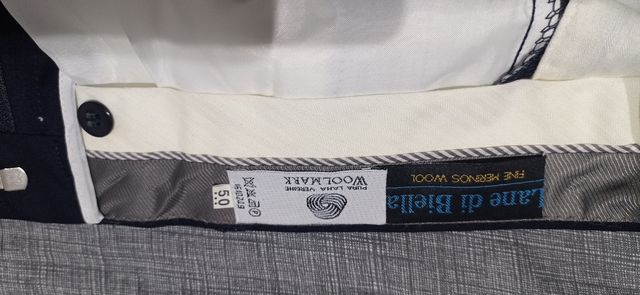 Lane di Biella
FINE MERINOS WOOL
WOOLMARK
PURA LANA VERGINE
50